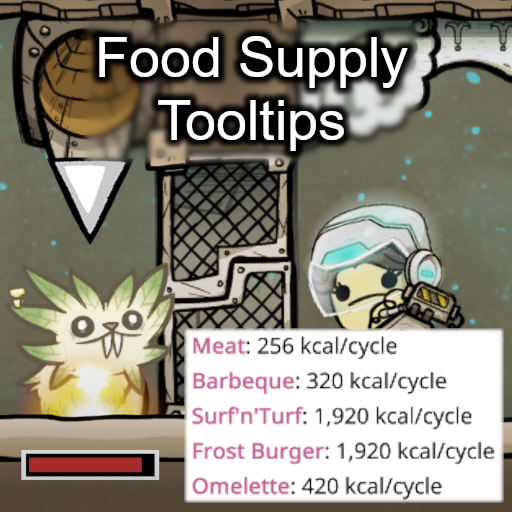 Food Supply
Tooltips
Meat: 256 kcal/cycle
Barbeque: 320 kcal/cycle
Surf'n'Turf: 1,920 kcal/cycle
Frost Burger: 1,920 kcal/cycle
Omelette: 420 kcal/cycle